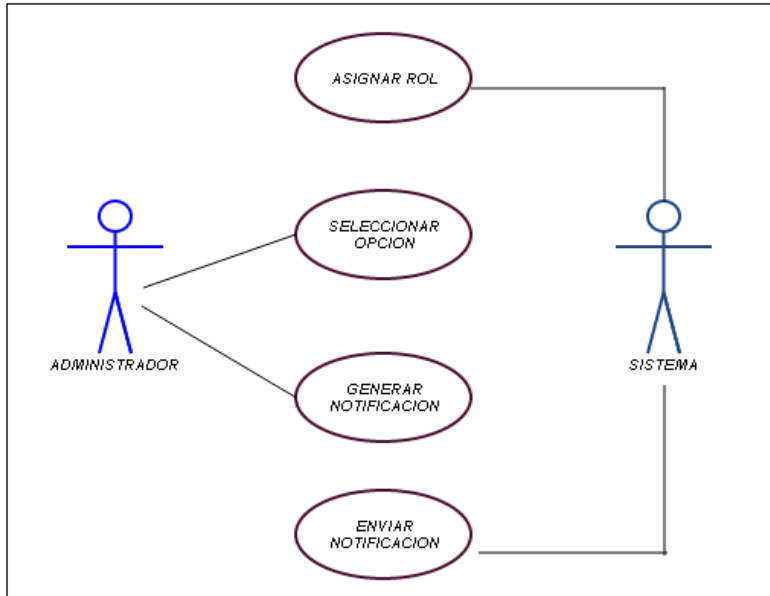 ASIGNAR ROL
SELECCIONAR
OPCION
ADMINISTRADOR
SISTEMA
GENERAR
NOTIFICACION
ENVIAR
NOTIFICACION